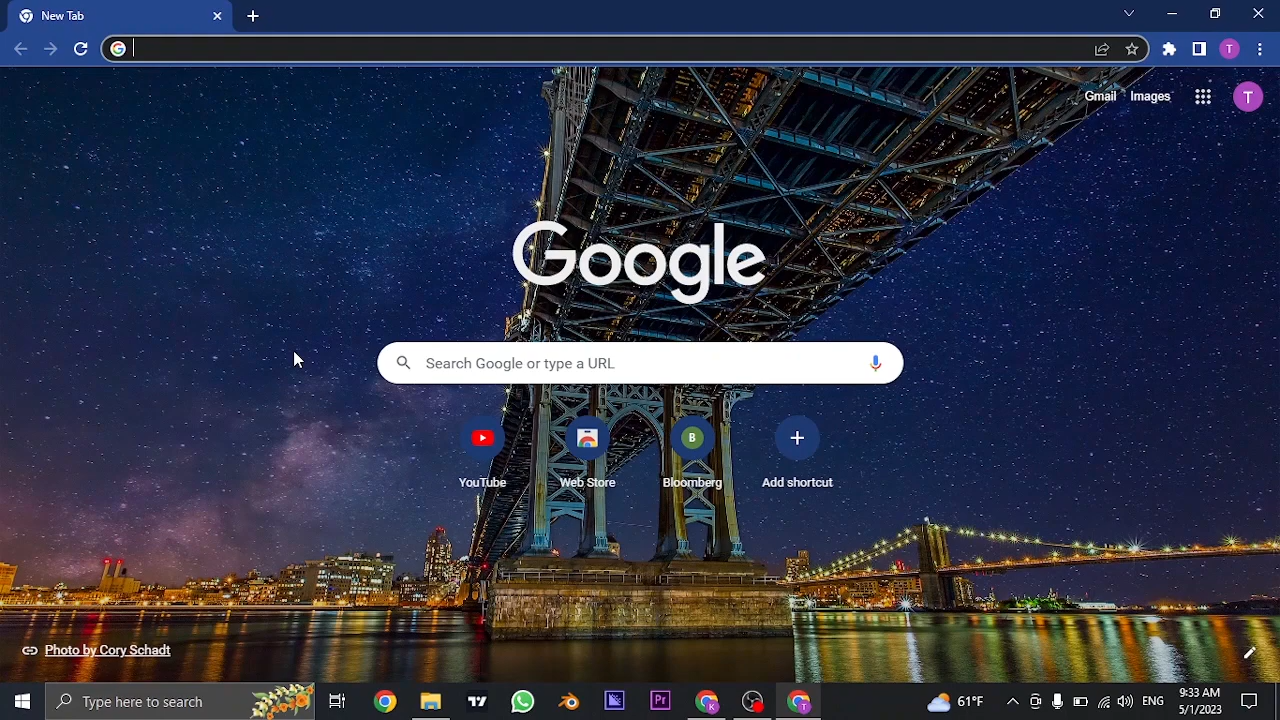 New Tab
Gmail
Images
T
T
Google
Search Google or type a URL
B
YouTube
Web Store
Bloomberg
Add shortcut
Photo by Cory Schadt
Type here to search
Pr
K
T
61°F
ENG
9:33 AM
5/1/2023